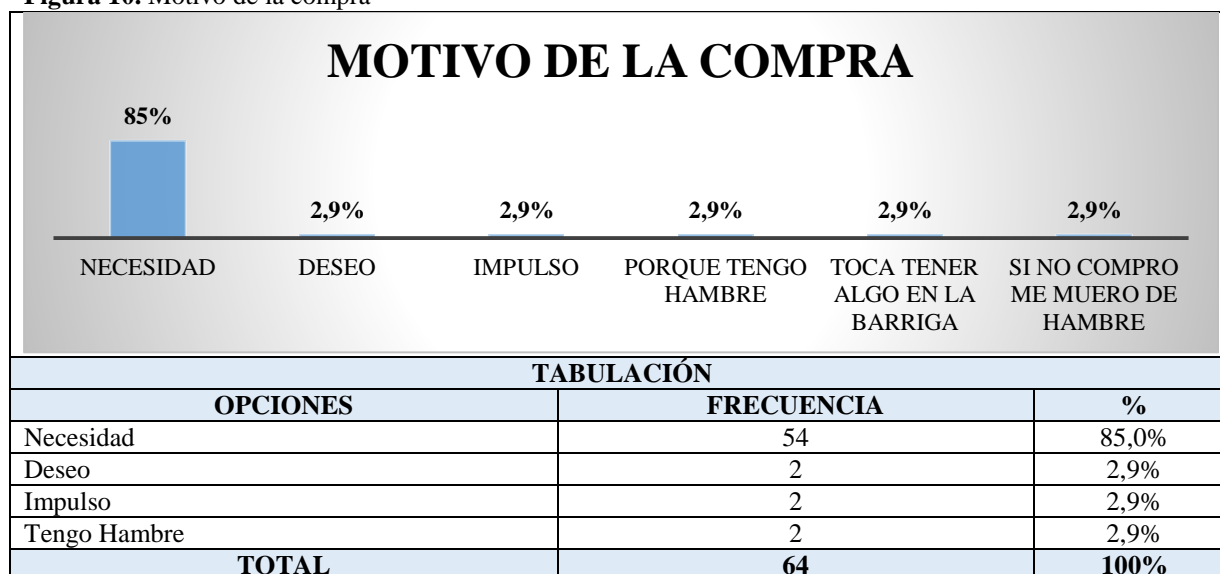 Figura 10. Motivo de la compra
MOTIVO DE LA COMPRA
85%
2,9% 2,9% 2,9% 2,9% 2,9%
NECESIDAD DESEO IMPULSO PORQUE TENGO HAMBRE TOCA TENER ALGO EN LA BARRIGA SI NO COMPRO ME MUERO DE HAMBRE
TABULACIÓN
OPCIONES FRECUENCIA %
Necesidad 54 85,0%
Deseo 2 2,9%
Impulso 2 2,9%
Tengo Hambre 2 2,9%
TOTAL 64 100%